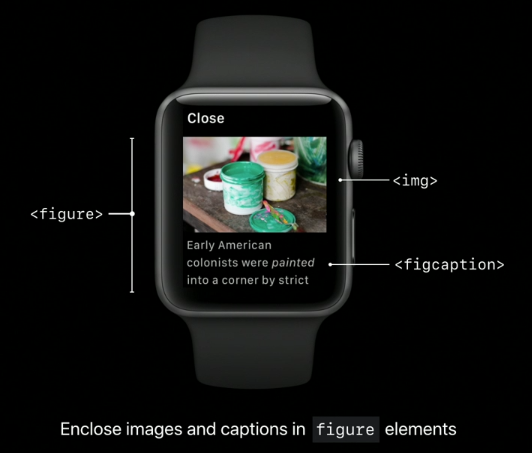 Close
<img>
<figure>
Early American
colonists were painted
into a corner by strict
<figcaption>
Enclose images and captions in figure elements